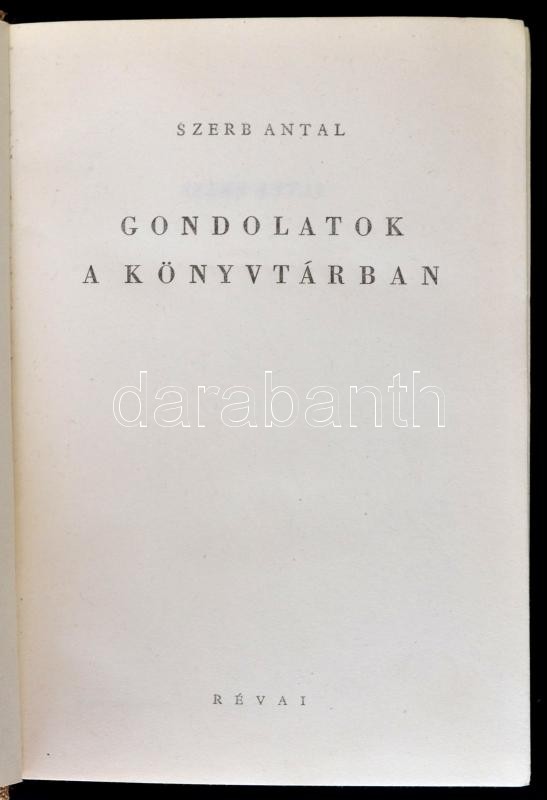 SZERB ANTAL
GONDOLATOK
A KÖNYVTÁRBAN
darabanth
RÉVAI